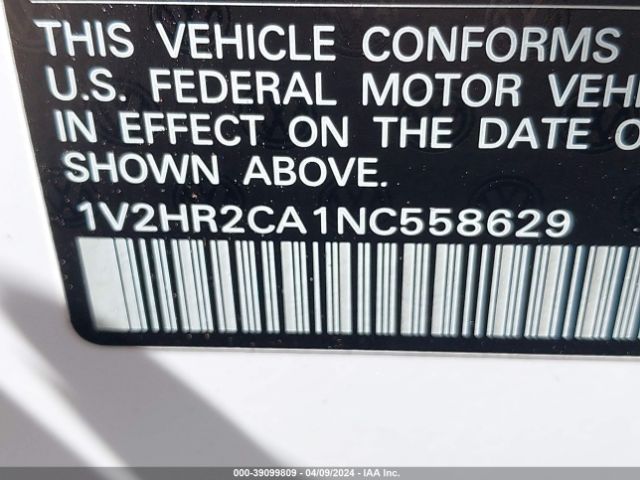 THIS VEHICLE CONFORMS
U.S. FEDERAL MOTOR VEHI
IN EFFECT ON THE DATE O
SHOWN ABOVE.
1V2HR2CA1NC558629
000-39099809 | 04/09/2024 - IAA Inc.